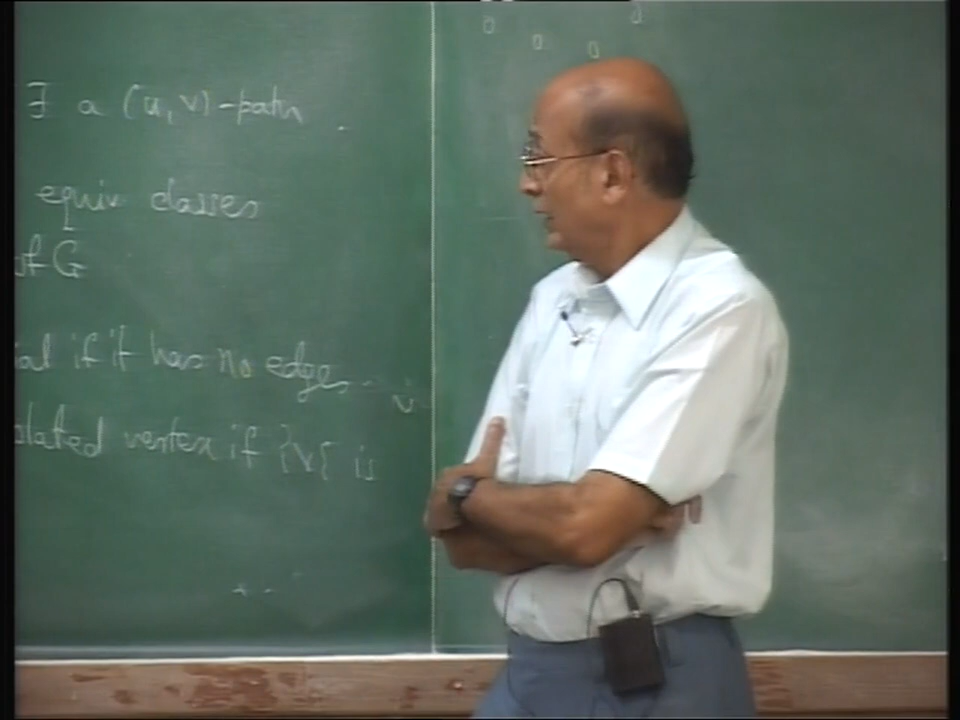 ∃ a (u, v)-path.
equiv classes
of G
ial if it has no edges
olated vertex if {v} is